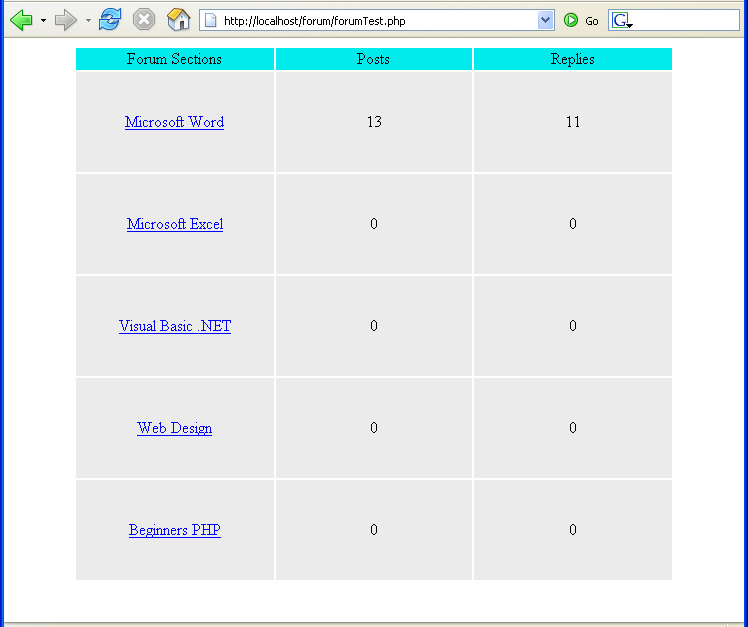 http://localhost/forum/forumTest.php Go G
Forum Sections Posts Replies
Microsoft Word 13 11
Microsoft Excel 0 0
Visual Basic .NET 0 0
Web Design 0 0
Beginners PHP 0 0